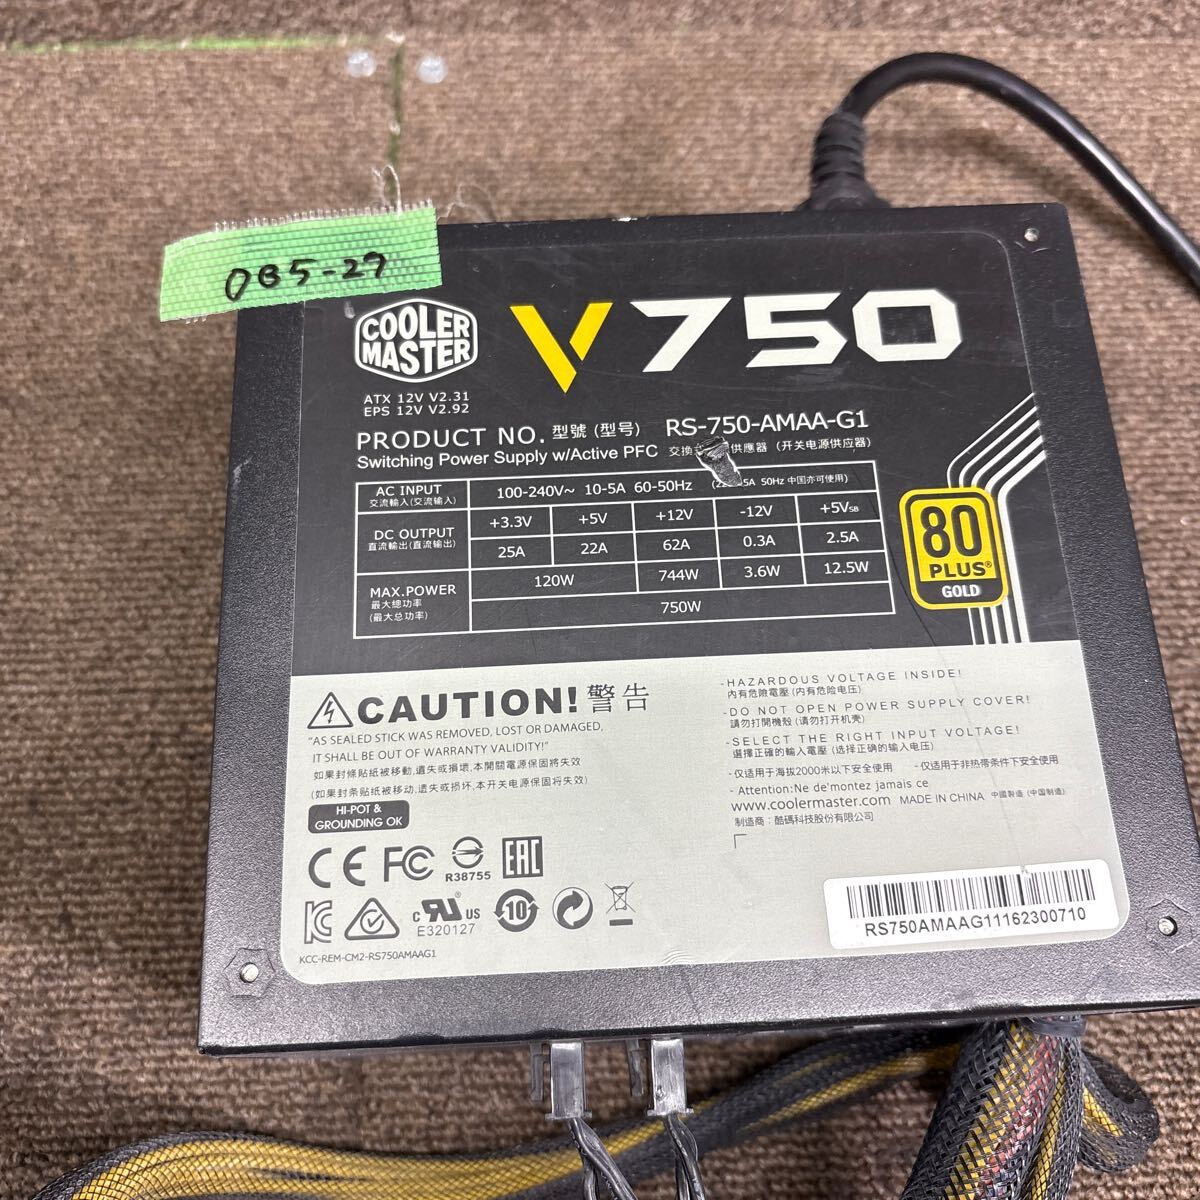 OB5-27
COOLER
MASTER
V750
ATX 12V V2.31
EPS 12V V2.92
PRODUCT NO. 型號 (型号) RS-750-AMAA-G1
Switching Power Supply w/Active PFC 交換 供應器 (开关电源供应器)
AC INPUT
交流輸入(交流输入)
100-240V~ 10-5A 60-50Hz 5A 50Hz 中国亦可使用)
DC OUTPUT
直流輸出(直流输出)
+3.3V +5V +12V -12V +5VSB
25A 22A 62A 0.3A 2.5A
MAX.POWER
最大總功率
(最大总功率)
120W 744W 3.6W 12.5W
750W
80
PLUS®
GOLD
CAUTION! 警告
"AS SEALED STICK WAS REMOVED, LOST OR DAMAGED,
IT SHALL BE OUT OF WARRANTY VALIDITY!"
如果封條貼紙被移動,遺失或損壞,本開關電源保固將失效
(如果封条贴纸被移动,遗失或损坏,本开关电源保固将失效)
HI-POT &
GROUNDING OK
-HAZARDOUS VOLTAGE INSIDE!
內有危險電壓 (内有危险电压)
-DO NOT OPEN POWER SUPPLY COVER!
請勿打開機殼 (请勿打开机壳)
-SELECT THE RIGHT INPUT VOLTAGE!
選擇正確的輸入電壓 (选择正确的输入电压)
-仅适用于海拔2000米以下安全使用 -仅适用于非热带条件下安全使用
- Attention:Ne de'montez jamais ce
www.coolermaster.com MADE IN CHINA 中國製造 (中国制造)
制造商：酷碼科技股份有限公司
CE FC R38755 EAC
c RU ® US
E320127
10
KCC-REM-CM2-RS750AMAAG1
RS750AMAAG11162300710